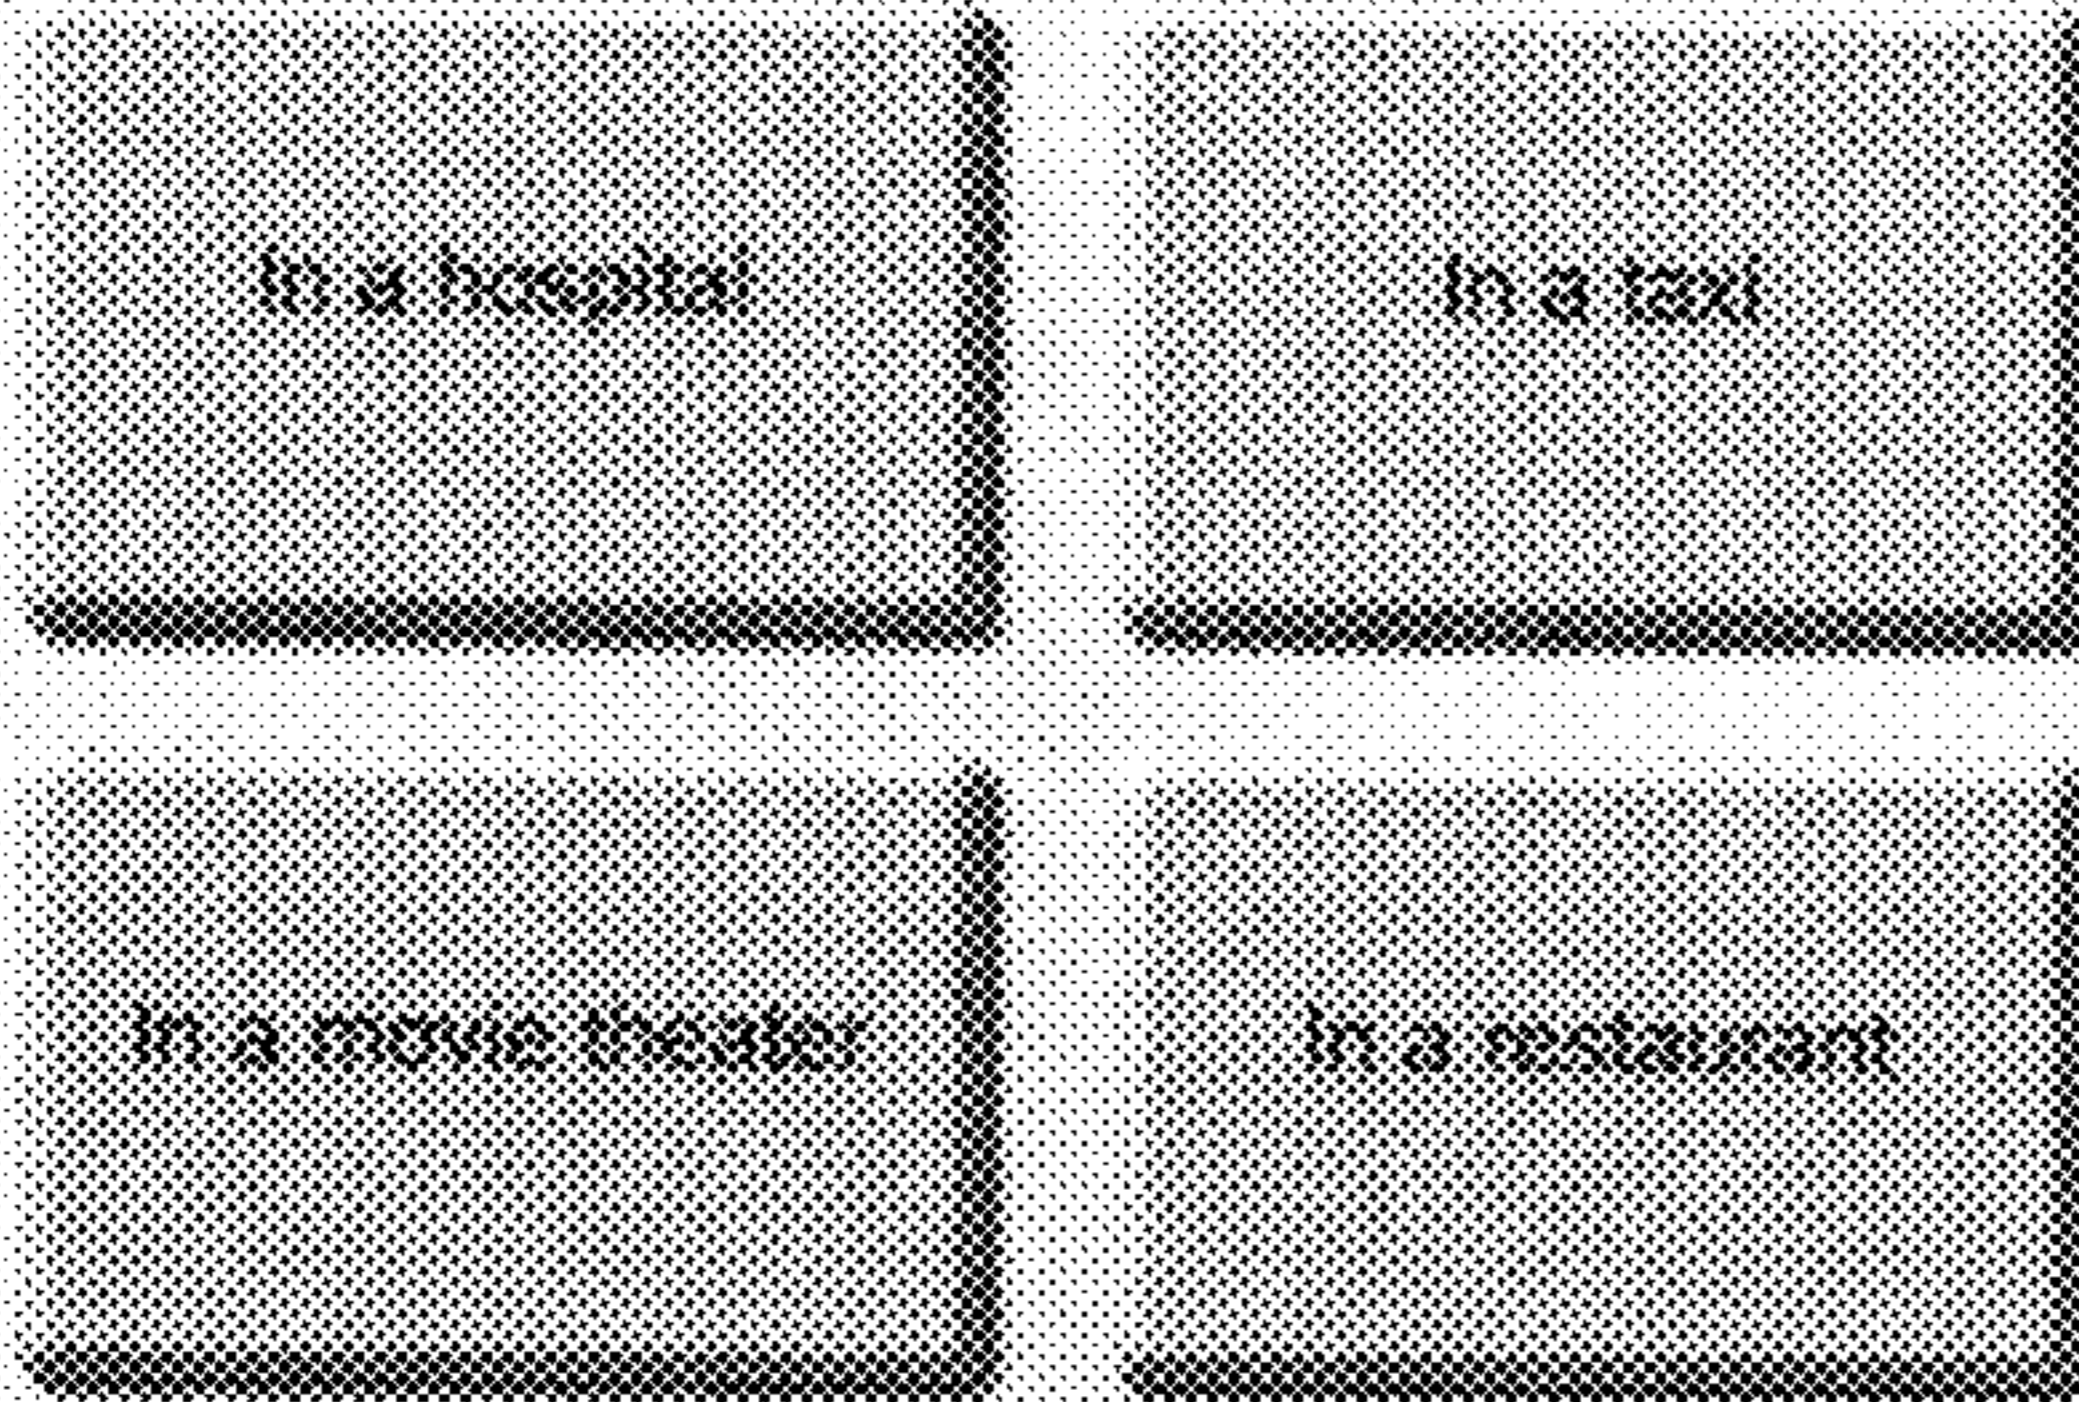 In a hospital
In a taxi
In a movie theater
In a restaurant